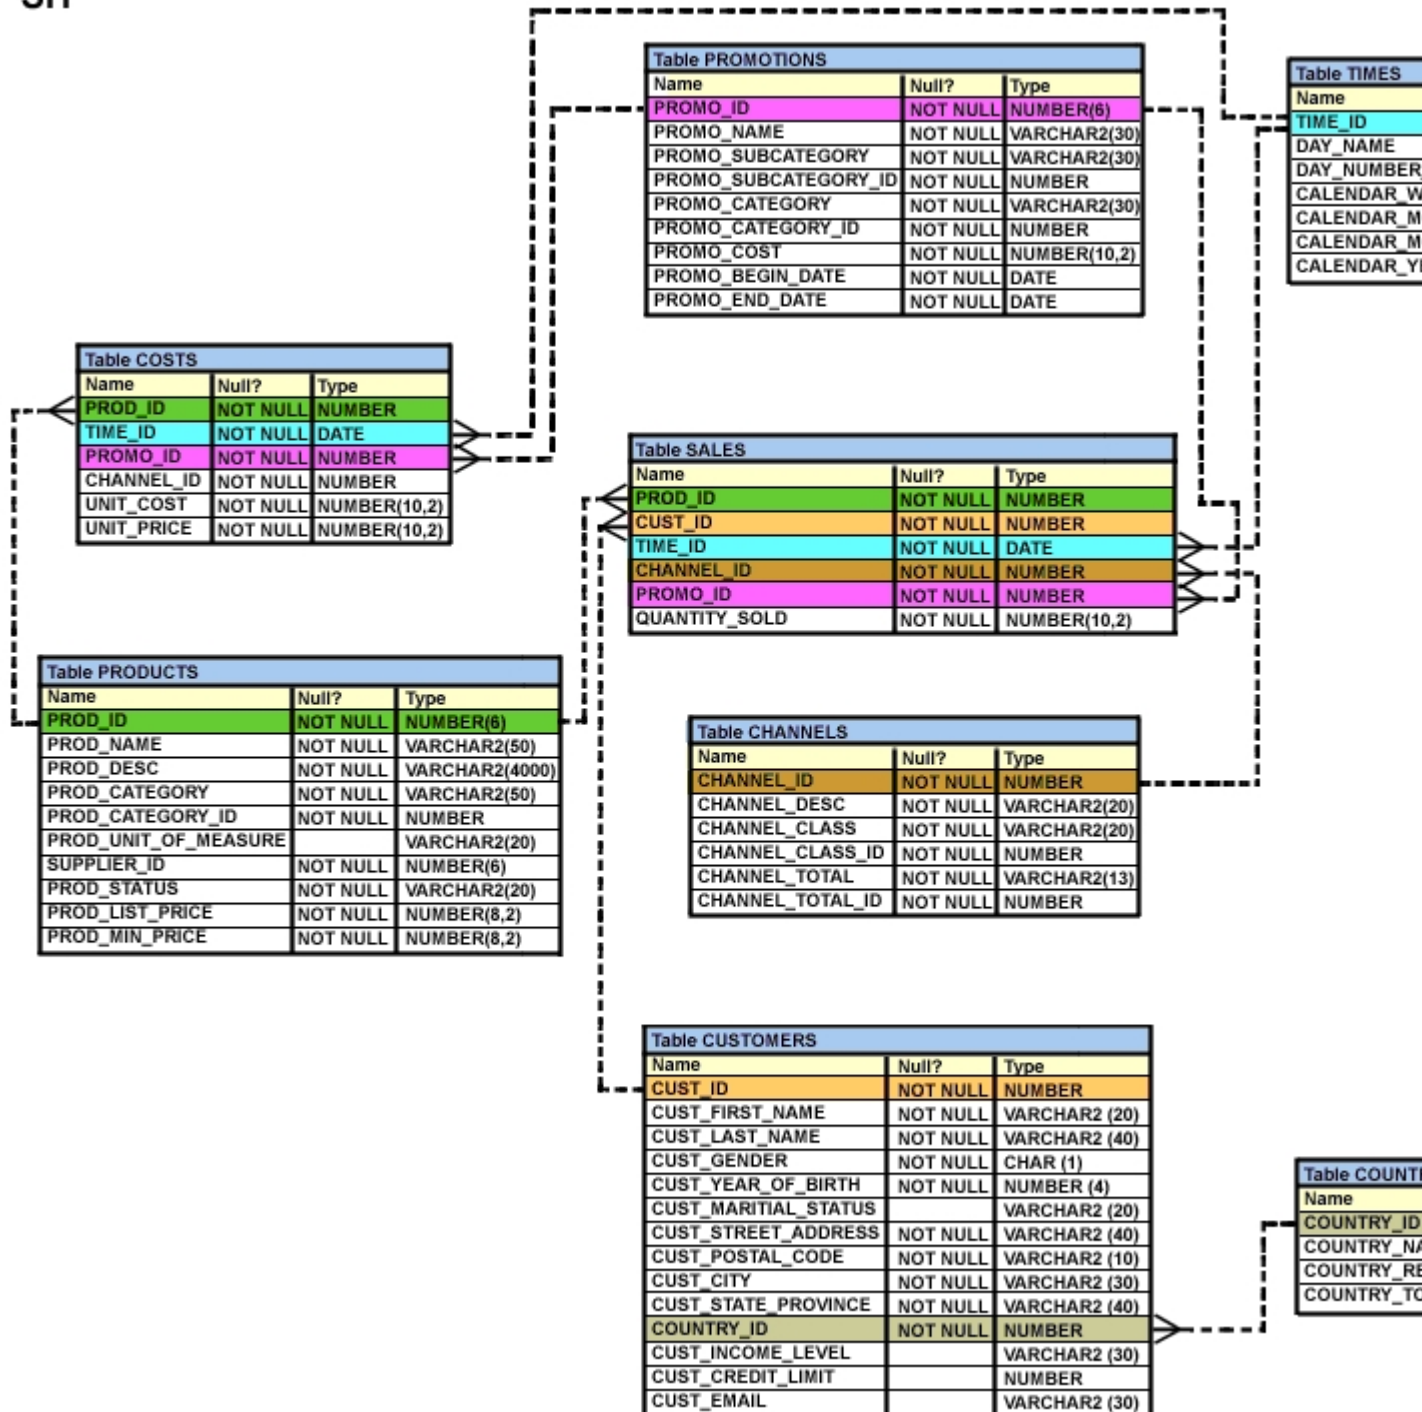 Table PROMOTIONS
Name Null? Type
PROMO_ID NOT NULL NUMBER(6)
PROMO_NAME NOT NULL VARCHAR2(30)
PROMO_SUBCATEGORY NOT NULL VARCHAR2(30)
PROMO_SUBCATEGORY_ID NOT NULL NUMBER
PROMO_CATEGORY NOT NULL VARCHAR2(30)
PROMO_CATEGORY_ID NOT NULL NUMBER
PROMO_COST NOT NULL NUMBER(10,2)
PROMO_BEGIN_DATE NOT NULL DATE
PROMO_END_DATE NOT NULL DATE
Table TIMES
Name
TIME_ID
DAY_NAME
DAY_NUMBER
CALENDAR_W
CALENDAR_M
CALENDAR_M
CALENDAR_Y
Table COSTS
Name Null? Type
PROD_ID NOT NULL NUMBER
TIME_ID NOT NULL DATE
PROMO_ID NOT NULL NUMBER
CHANNEL_ID NOT NULL NUMBER
UNIT_COST NOT NULL NUMBER(10,2)
UNIT_PRICE NOT NULL NUMBER(10,2)
Table SALES
Name Null? Type
PROD_ID NOT NULL NUMBER
CUST_ID NOT NULL NUMBER
TIME_ID NOT NULL DATE
CHANNEL_ID NOT NULL NUMBER
PROMO_ID NOT NULL NUMBER
QUANTITY_SOLD NOT NULL NUMBER(10,2)
Table PRODUCTS
Name Null? Type
PROD_ID NOT NULL NUMBER(6)
PROD_NAME NOT NULL VARCHAR2(50)
PROD_DESC NOT NULL VARCHAR2(4000)
PROD_CATEGORY NOT NULL VARCHAR2(50)
PROD_CATEGORY_ID NOT NULL NUMBER
PROD_UNIT_OF_MEASURE VARCHAR2(20)
SUPPLIER_ID NOT NULL NUMBER(6)
PROD_STATUS NOT NULL VARCHAR2(20)
PROD_LIST_PRICE NOT NULL NUMBER(8,2)
PROD_MIN_PRICE NOT NULL NUMBER(8,2)
Table CHANNELS
Name Null? Type
CHANNEL_ID NOT NULL NUMBER
CHANNEL_DESC NOT NULL VARCHAR2(20)
CHANNEL_CLASS NOT NULL VARCHAR2(20)
CHANNEL_CLASS_ID NOT NULL NUMBER
CHANNEL_TOTAL NOT NULL VARCHAR2(13)
CHANNEL_TOTAL_ID NOT NULL NUMBER
Table CUSTOMERS
Name Null? Type
CUST_ID NOT NULL NUMBER
CUST_FIRST_NAME NOT NULL VARCHAR2 (20)
CUST_LAST_NAME NOT NULL VARCHAR2 (40)
CUST_GENDER NOT NULL CHAR (1)
CUST_YEAR_OF_BIRTH NOT NULL NUMBER (4)
CUST_MARITIAL_STATUS VARCHAR2 (20)
CUST_STREET_ADDRESS NOT NULL VARCHAR2 (40)
CUST_POSTAL_CODE NOT NULL VARCHAR2 (10)
CUST_CITY NOT NULL VARCHAR2 (30)
CUST_STATE_PROVINCE NOT NULL VARCHAR2 (40)
COUNTRY_ID NOT NULL NUMBER
CUST_INCOME_LEVEL VARCHAR2 (30)
CUST_CREDIT_LIMIT NUMBER
CUST_EMAIL VARCHAR2 (30)
Table COUNT
Name
COUNTRY_ID
COUNTRY_NA
COUNTRY_RE
COUNTRY_TO